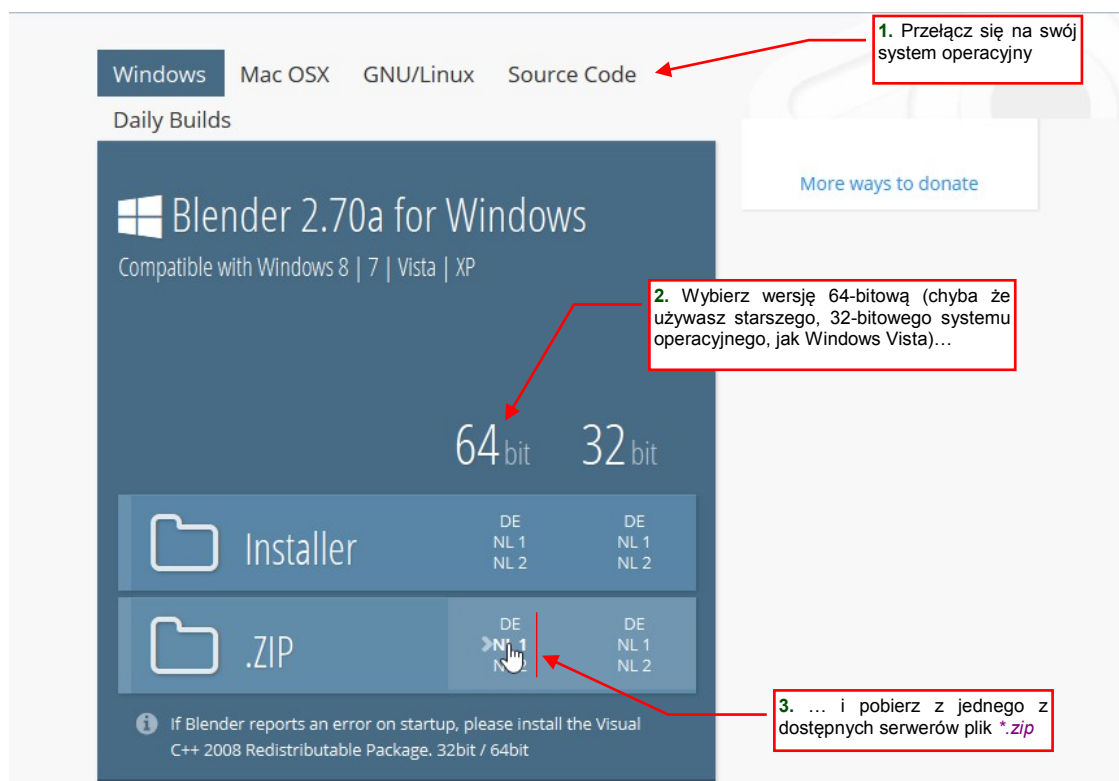 1. Przełącz się na swój
system operacyjny
Windows Mac OSX GNU/Linux Source Code
Daily Builds
More ways to donate
Blender 2.70a for Windows
Compatible with Windows 8 | 7 | Vista | XP
2. Wybierz wersję 64-bitową (chyba że
używasz starszego, 32-bitowego systemu
operacyjnego, jak Windows Vista)…
64 bit 32 bit
Installer
DE DE
NL 1 NL 1
NL 2 NL 2
.ZIP
DE DE
NL 1 NL 1
NL 2 NL 2
3. … i pobierz z jednego z
dostępnych serwerów plik *.zip
If Blender reports an error on startup, please install the Visual
C++ 2008 Redistributable Package. 32bit / 64bit